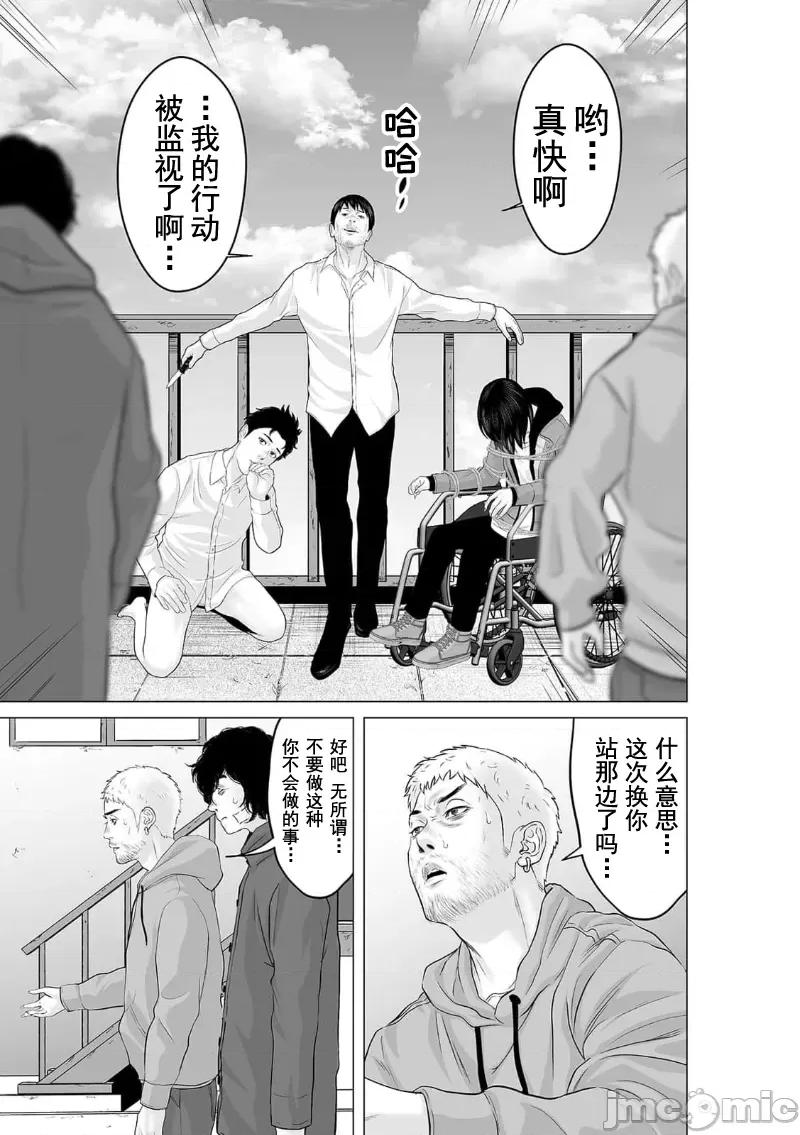 哟…
真快啊
哈哈…
…我的行动
被监视了啊…
什么意思…
这次换你
站那边了吗…
好吧 无所谓…
不要做这种
你不会做的事…
jmcomic